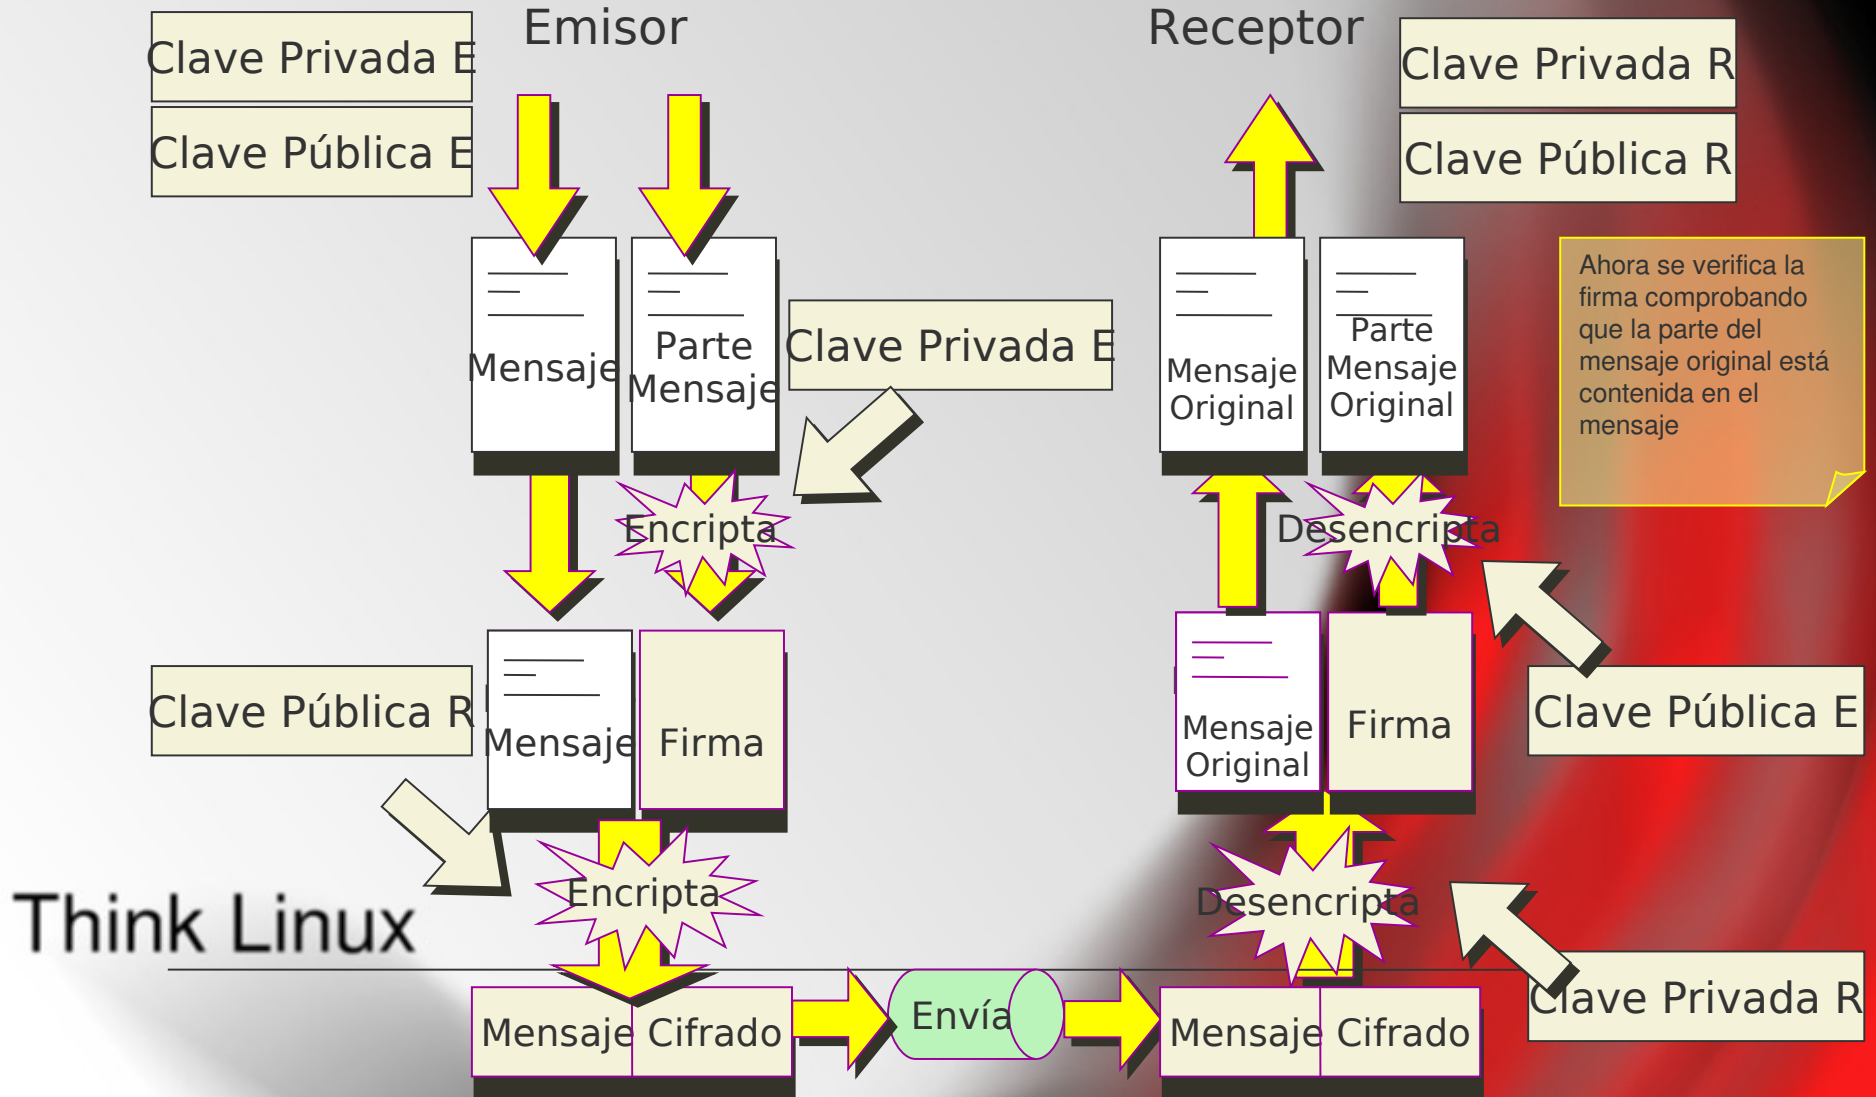 Emisor
Receptor
Clave Privada E
Clave Pública E
Clave Privada R
Clave Pública R
Mensaje
Parte
Mensaje
Clave Privada E
Mensaje
Original
Parte
Mensaje
Original
Ahora se verifica la
firma comprobando
que la parte del
mensaje original está
contenida en el
mensaje
Encripta
Desencripta
Clave Pública R
Mensaje
Firma
Mensaje
Original
Firma
Clave Pública E
Encripta
Desencripta
Think Linux
Clave Privada R
Mensaje Cifrado
Envía
Mensaje Cifrado